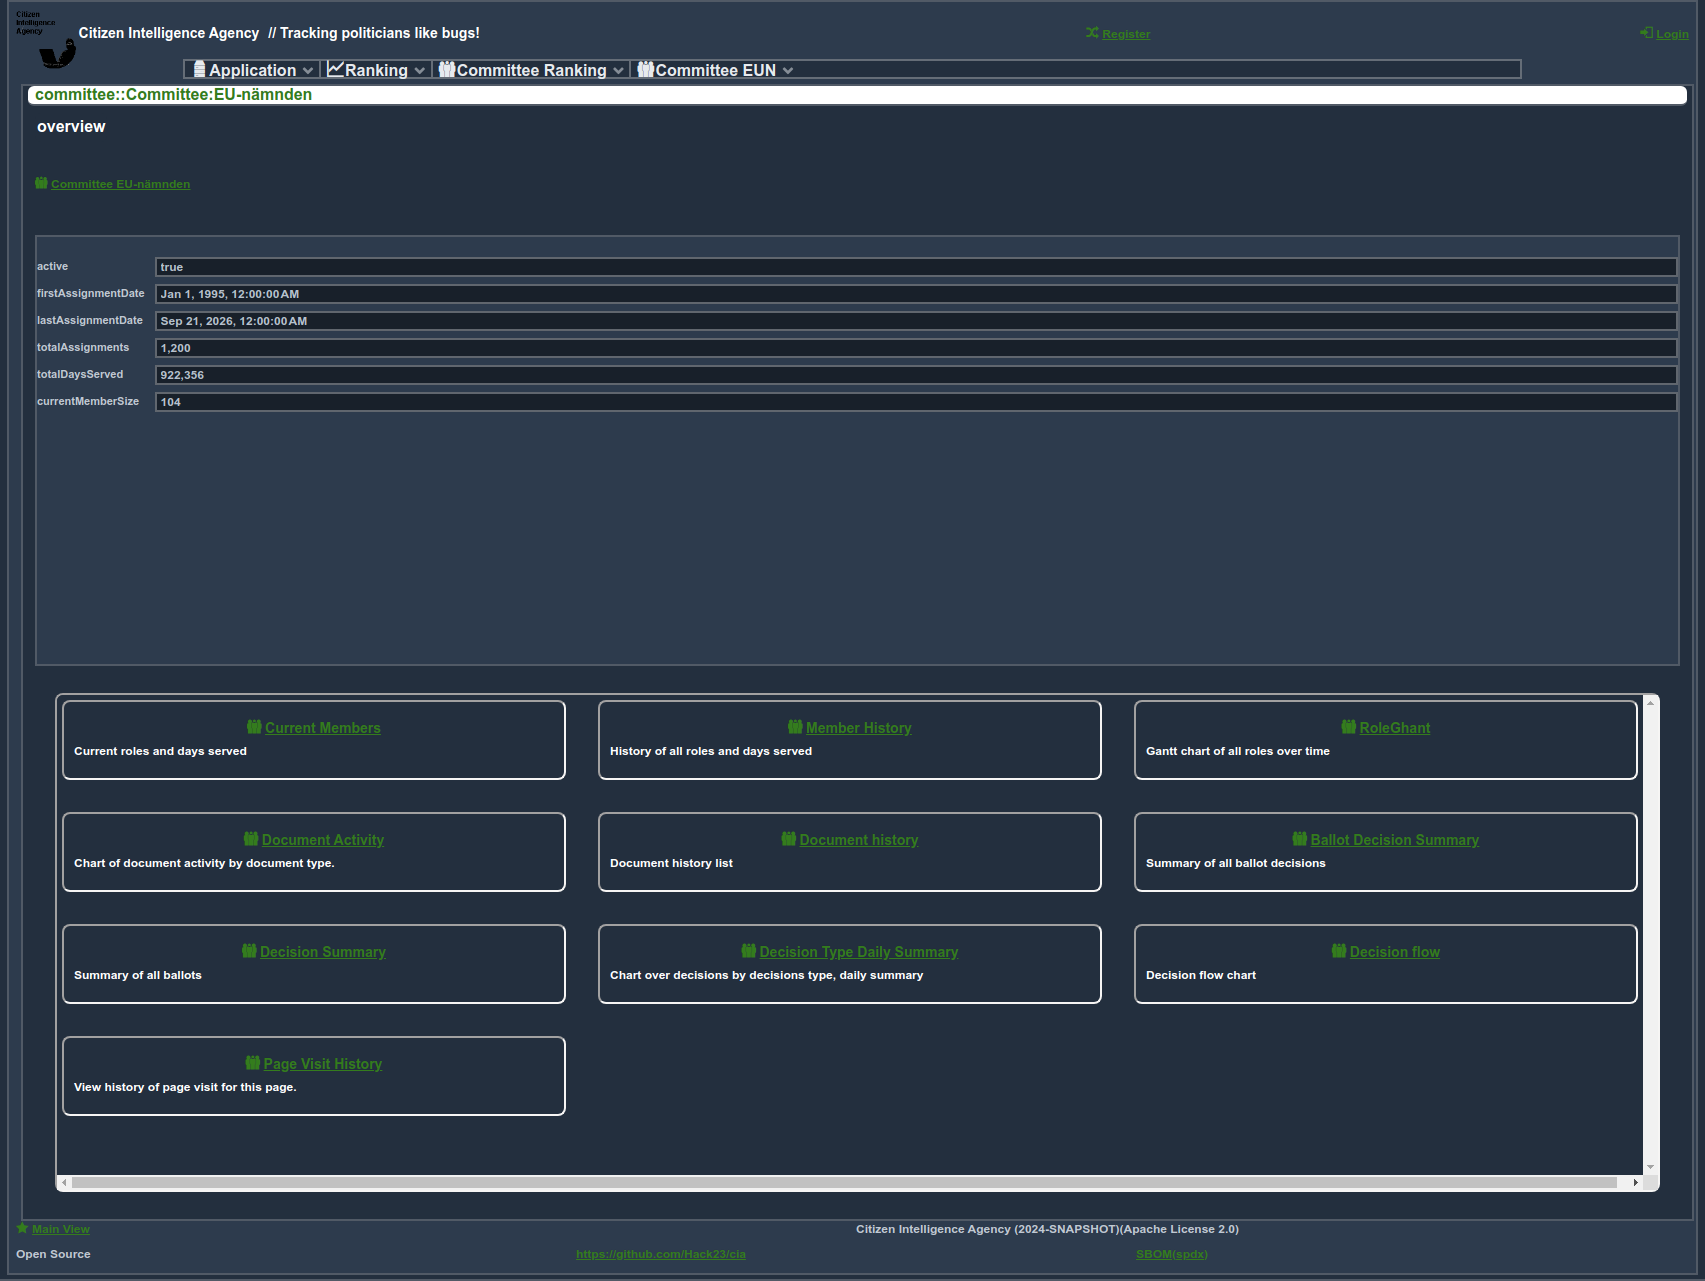 Citizen
Intelligence
Agency
Citizen Intelligence Agency // Tracking politicians like bugs!
Register
Login
Application
Ranking
Committee Ranking
Committee EUN
committee::Committee:EU-nämnden
overview
Committee EU-nämnden
active
true
firstAssignmentDate
Jan 1, 1995, 12:00:00 AM
lastAssignmentDate
Sep 21, 2026, 12:00:00 AM
totalAssignments
1,200
totalDaysServed
922,356
currentMemberSize
104
Current Members
Current roles and days served
Member History
History of all roles and days served
RoleGhant
Gantt chart of all roles over time
Document Activity
Chart of document activity by document type.
Document history
Document history list
Ballot Decision Summary
Summary of all ballot decisions
Decision Summary
Summary of all ballots
Decision Type Daily Summary
Chart over decisions by decisions type, daily summary
Decision flow
Decision flow chart
Page Visit History
View history of page visit for this page.
Main View
Citizen Intelligence Agency (2024-SNAPSHOT)(Apache License 2.0)
Open Source
https://github.com/Hack23/cia
SBOM(spdx)